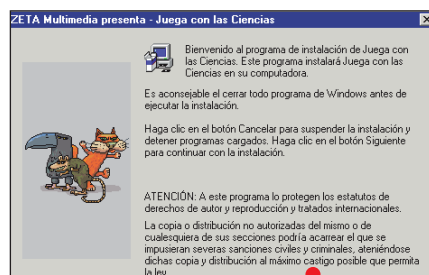 ZETA Multimedia presenta - Juega con las Ciencias
Bienvenido al programa de instalación de Juega con
las Ciencias. Este programa instalará Juega con las
Ciencias en su computadora.
Es aconsejable el cerrar todo programa de Windows antes de
ejecutar la instalación.
Haga clic en el botón Cancelar para suspender la instalación y
detener programas cargados. Haga clic en el botón Siguiente
para continuar con la instalación.
ATENCIÓN: A este programa lo protegen los estatutos de
derechos de autor y reproducción y tratados internacionales.
La copia o distribución no autorizadas del mismo o de
cualesquiera de sus secciones podría acarrear el que se
impusieran severas sanciones civiles y criminales, ateniéndose
dichas copia y distribución al máximo castigo posible que permita
la ley.